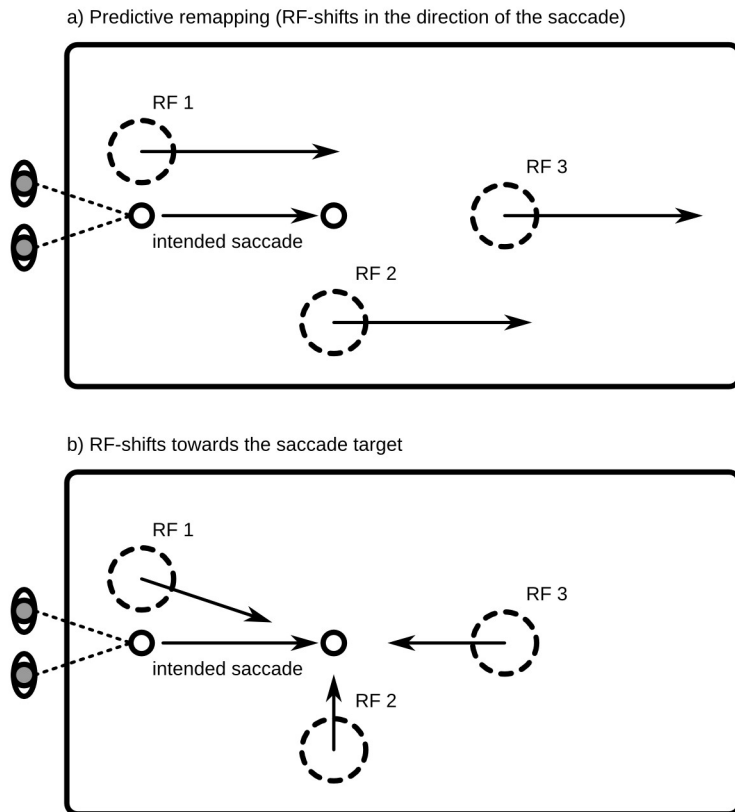 a) Predictive remapping (RF-shifts in the direction of the saccade)
RF 1
RF 3
intended saccade
RF 2
b) RF-shifts towards the saccade target
RF 1
RF 3
intended saccade
RF 2